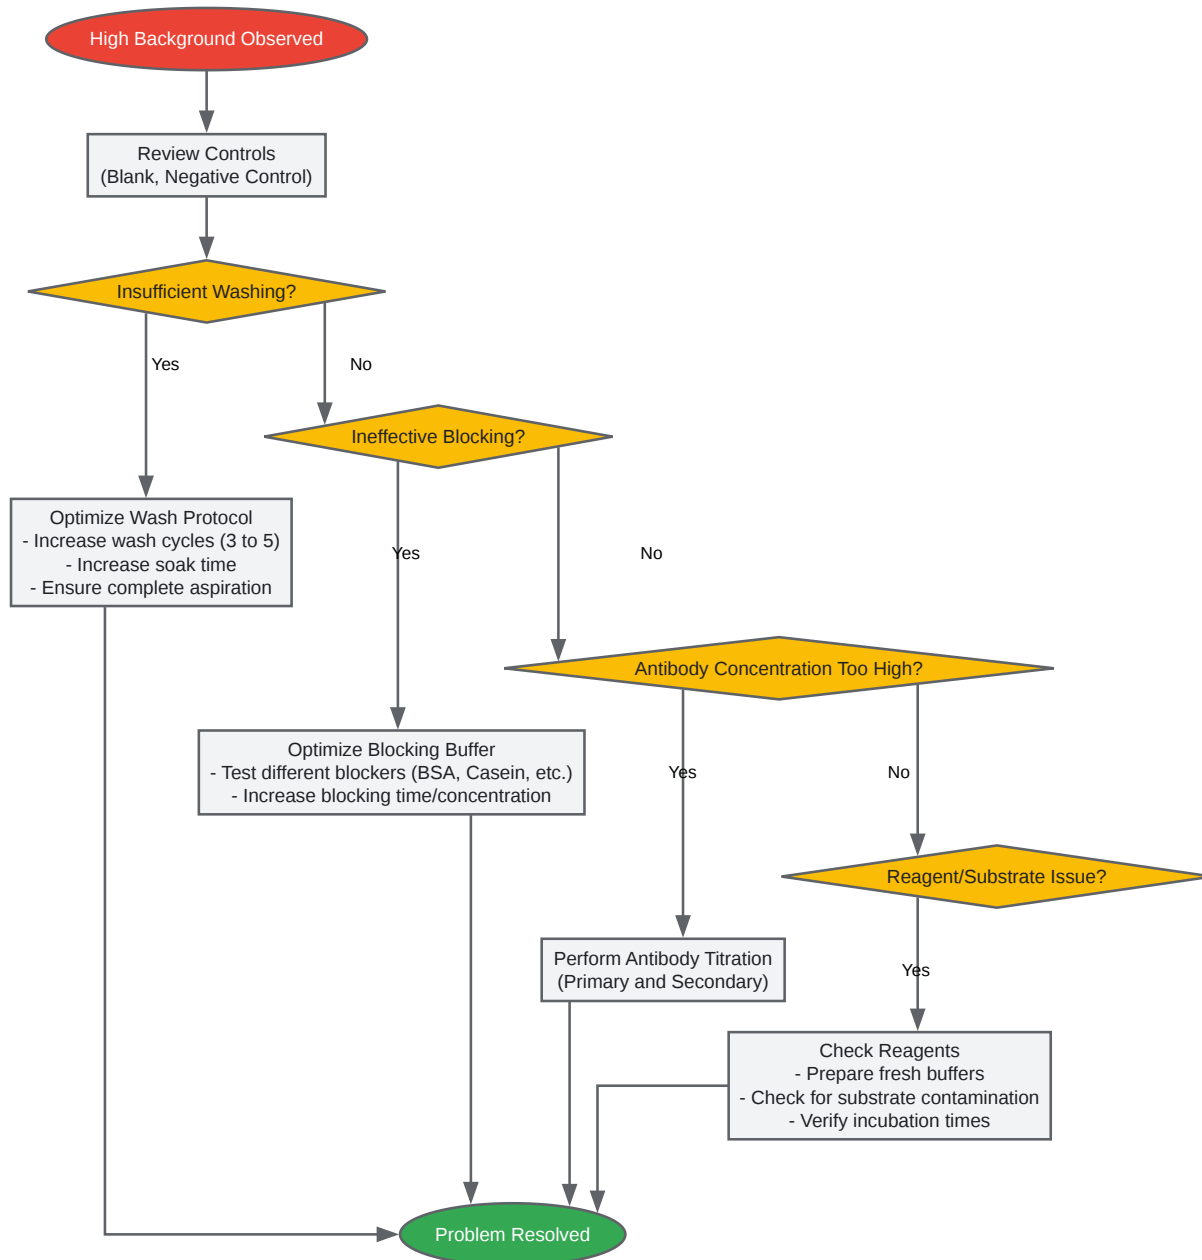 High Background Observed
Review Controls
(Blank, Negative Control)
Insufficient Washing?
Yes
No
Ineffective Blocking?
Optimize Wash Protocol
- Increase wash cycles (3 to 5)
- Increase soak time
- Ensure complete aspiration
Yes
No
Antibody Concentration Too High?
Optimize Blocking Buffer
- Test different blockers (BSA, Casein, etc.)
- Increase blocking time/concentration
Yes
No
Reagent/Substrate Issue?
Perform Antibody Titration
(Primary and Secondary)
Yes
Check Reagents
- Prepare fresh buffers
- Check for substrate contamination
- Verify incubation times
Problem Resolved